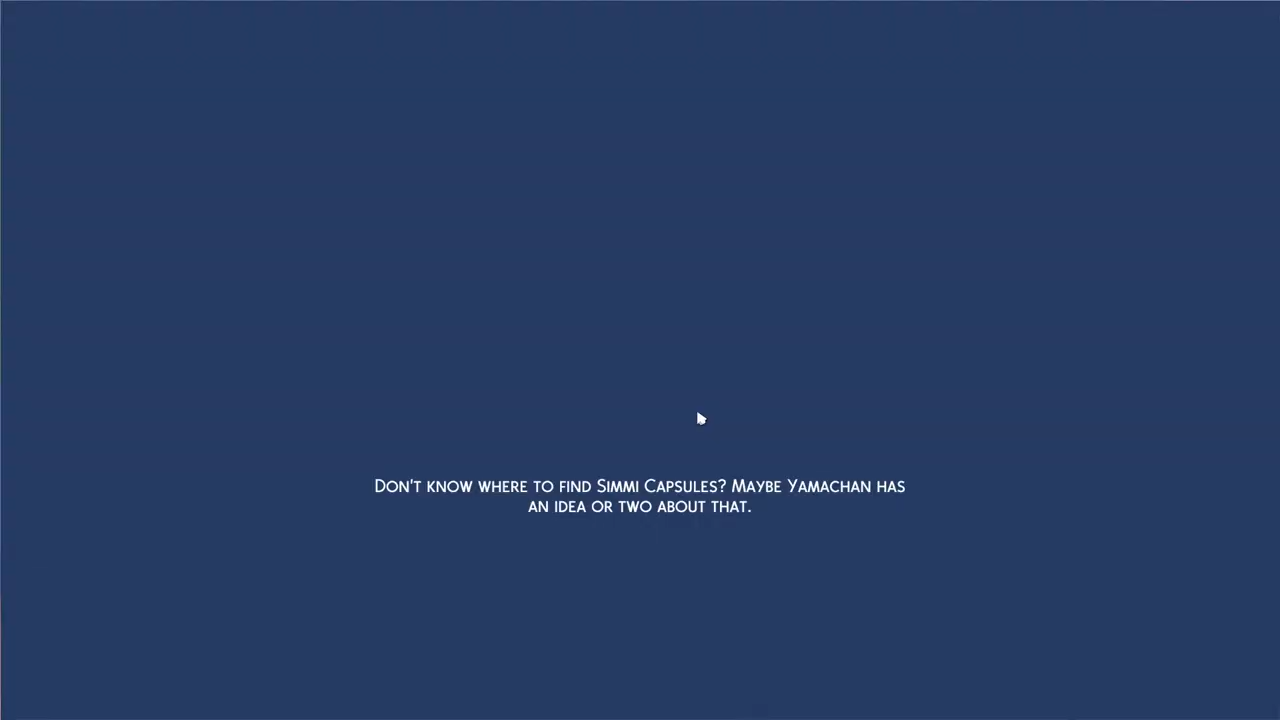 Don't know where to find Simmi Capsules? Maybe Yamachan has
an idea or two about that.